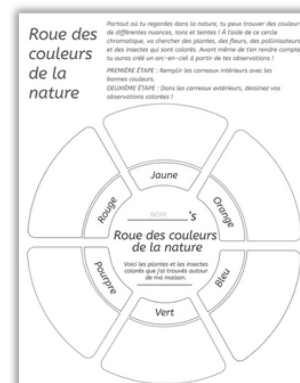 Roue des
couleurs
de la
nature
Partout où tu regardes dans la nature, tu peux trouver des couleurs
de différentes nuances, tons et teintes ! À l'aide de ce cercle
chromatique, va chercher des plantes, des fleurs, des pollinisateurs
et des insectes qui sont colorés. Avant même de t'en rendre compte,
tu auras créé un arc-en-ciel à partir de tes observations !
PREMIÈRE ÉTAPE : Remplir les carreaux intérieurs avec les
bonnes couleurs.
DEUXIÈME ÉTAPE : Dans les carreaux extérieurs, dessinez vos
observations colorées !
Jaune
Rouge
Orange
NOM 's
Roue des couleurs
de la nature
Voici les plantes et les insectes
colorés que j'ai trouvés autour
de ma maison.
Pourpre
Bleu
Vert